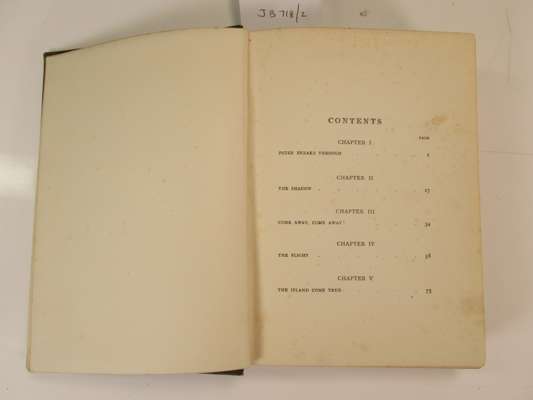 JB 718/2
CONTENTS
PAGE
CHAPTER I
PETER BREAKS THROUGH 1
CHAPTER II
THE SHADOW 17
CHAPTER III
COME AWAY, COME AWAY! 34
CHAPTER IV
THE FLIGHT 58
CHAPTER V
THE ISLAND COME TRUE 75